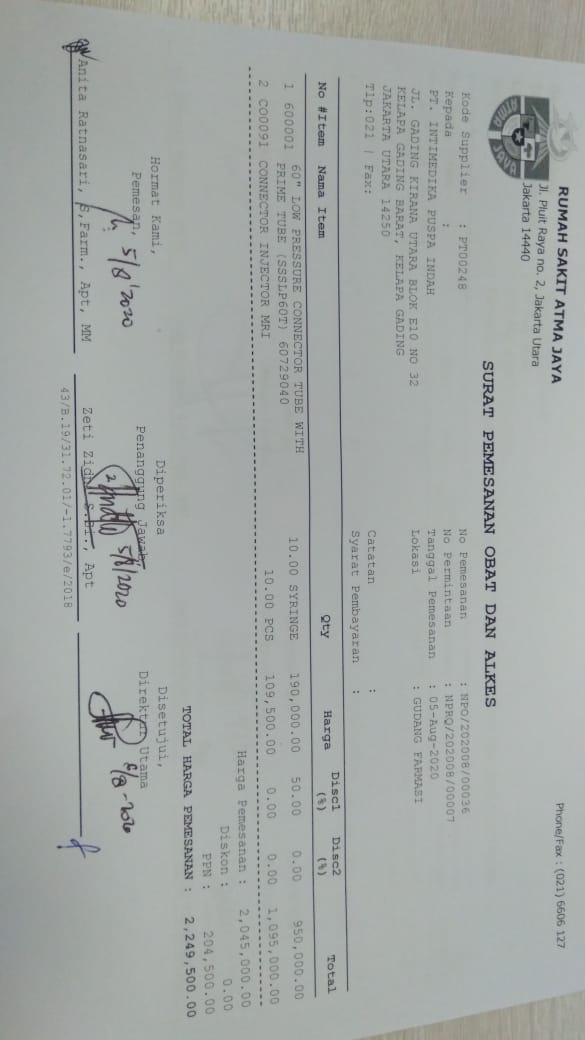 RUMAH SAKIT ATMA JAYA
Jl. Pluit Raya no. 2, Jakarta Utara
Jakarta 14440
Phone/Fax : (021) 6606 127
ATMA JAYA
SURAT PEMESANAN OBAT DAN ALKES
Kode Supplier : PT00248
Kepada :
PT. INTIMEDIKA PUSPA INDAH
JL. GADING KIRANA UTARA BLOK E10 NO 32
KELAPA GADING BARAT, KELAPA GADING
JAKARTA UTARA 14250
Tlp:021 | Fax:
No Pemesanan : NPO/202008/00036
No Permintaan : NPRQ/202008/00007
Tanggal Pemesanan : 05-Aug-2020
Lokasi : GUDANG FARMASI
Catatan :
Syarat Pembayaran :
No #Item Nama Item Qty Harga Disc1 (%) Disc2 (%) Total
1 600001 60" LOW PRESSURE CONNECTOR TUBE WITH 10.00 SYRINGE 190,000.00 50.00 0.00 950,000.00
PRIME TUBE (SSSLP60T) 60729040
2 CO0091 CONNECTOR INJECTOR MRI 10.00 PCS 109,500.00 0.00 0.00 1,095,000.00
Harga Pemesanan : 2,045,000.00
Diskon : 0.00
PPN : 204,500.00
TOTAL HARGA PEMESANAN : 2,249,500.00
Hormat Kami,
Pemesan,
5/8/2020
Anita Ratnasari, S.Farm., Apt, MM
Diperiksa
Penanggung Jawab,
5/8/2020
Zeti Apt
43/B.19/31.72.01/-1.7793/e/2018
Disetujui,
Direktur Utama
6/8-2020